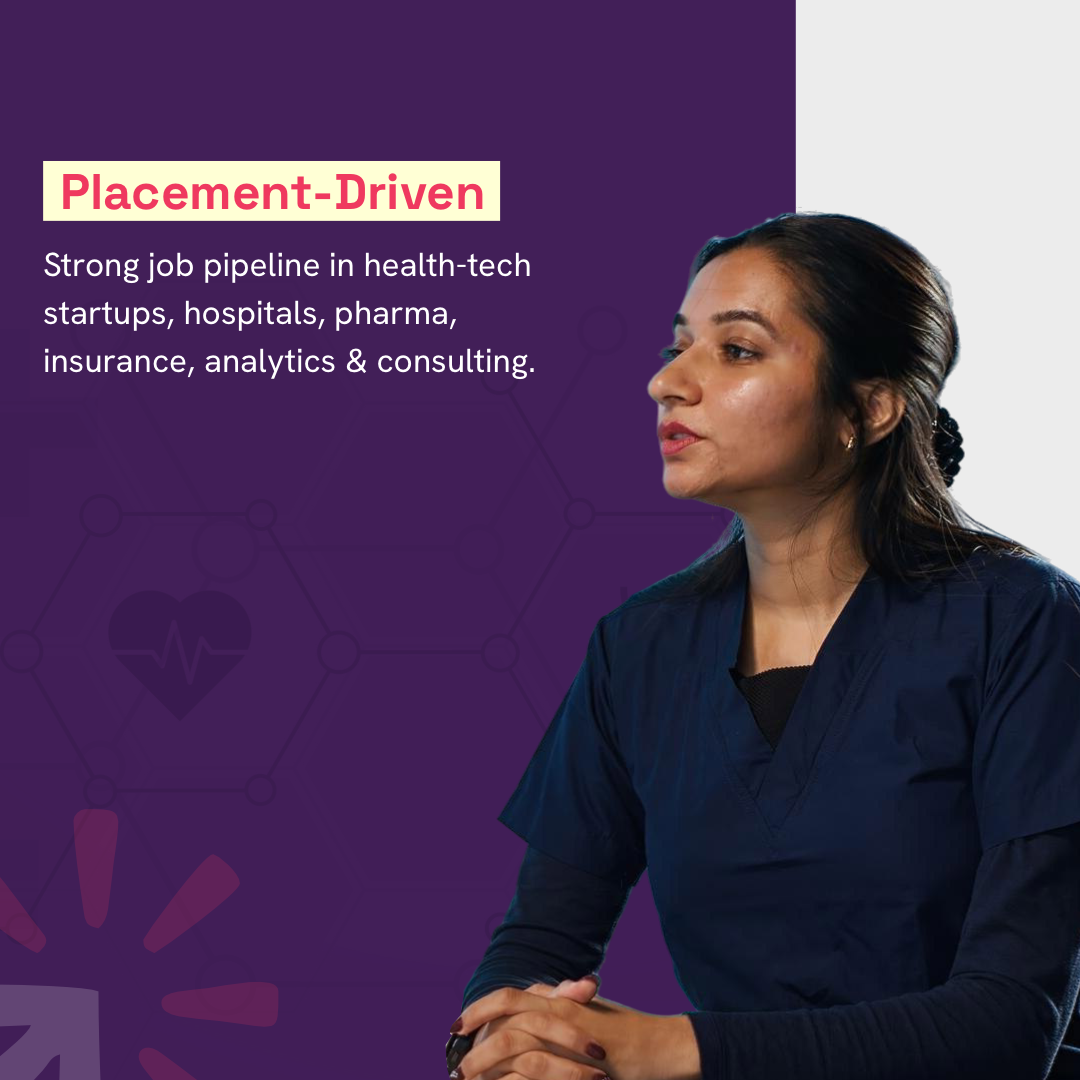 Placement-Driven
Strong job pipeline in health-tech
startups, hospitals, pharma,
insurance, analytics & consulting.